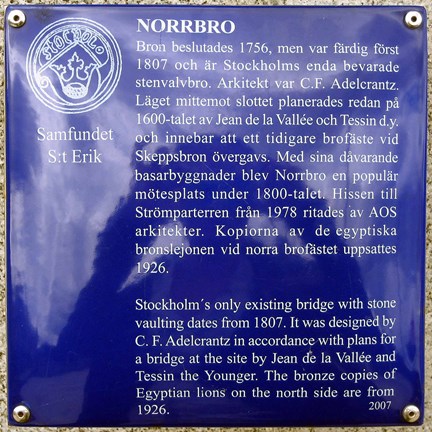 STOCKHOLM
Samfundet
S:t Erik
NORRBRO
Bron beslutades 1756, men var färdig först
1807 och är Stockholms enda bevarade
stenvalvbro. Arkitekt var C.F. Adelcrantz.
Läget mittemot slottet planerades redan på
1600-talet av Jean de la Vallée och Tessin d.y.
och innebar att ett tidigare brofäste vid
Skeppsbron övergavs. Med sina dåvarande
basarbyggnader blev Norrbro en populär
mötesplats under 1800-talet. Hissen till
Strömparterren från 1978 ritades av AOS
arkitekter. Kopiorna av de egyptiska
bronslejonen vid norra brofästet uppsattes
1926.
Stockholm´s only existing bridge with stone
vaulting dates from 1807. It was designed by
C. F. Adelcrantz in accordance with plans for
a bridge at the site by Jean de la Vallée and
Tessin the Younger. The bronze copies of
Egyptian lions on the north side are from
1926.
2007